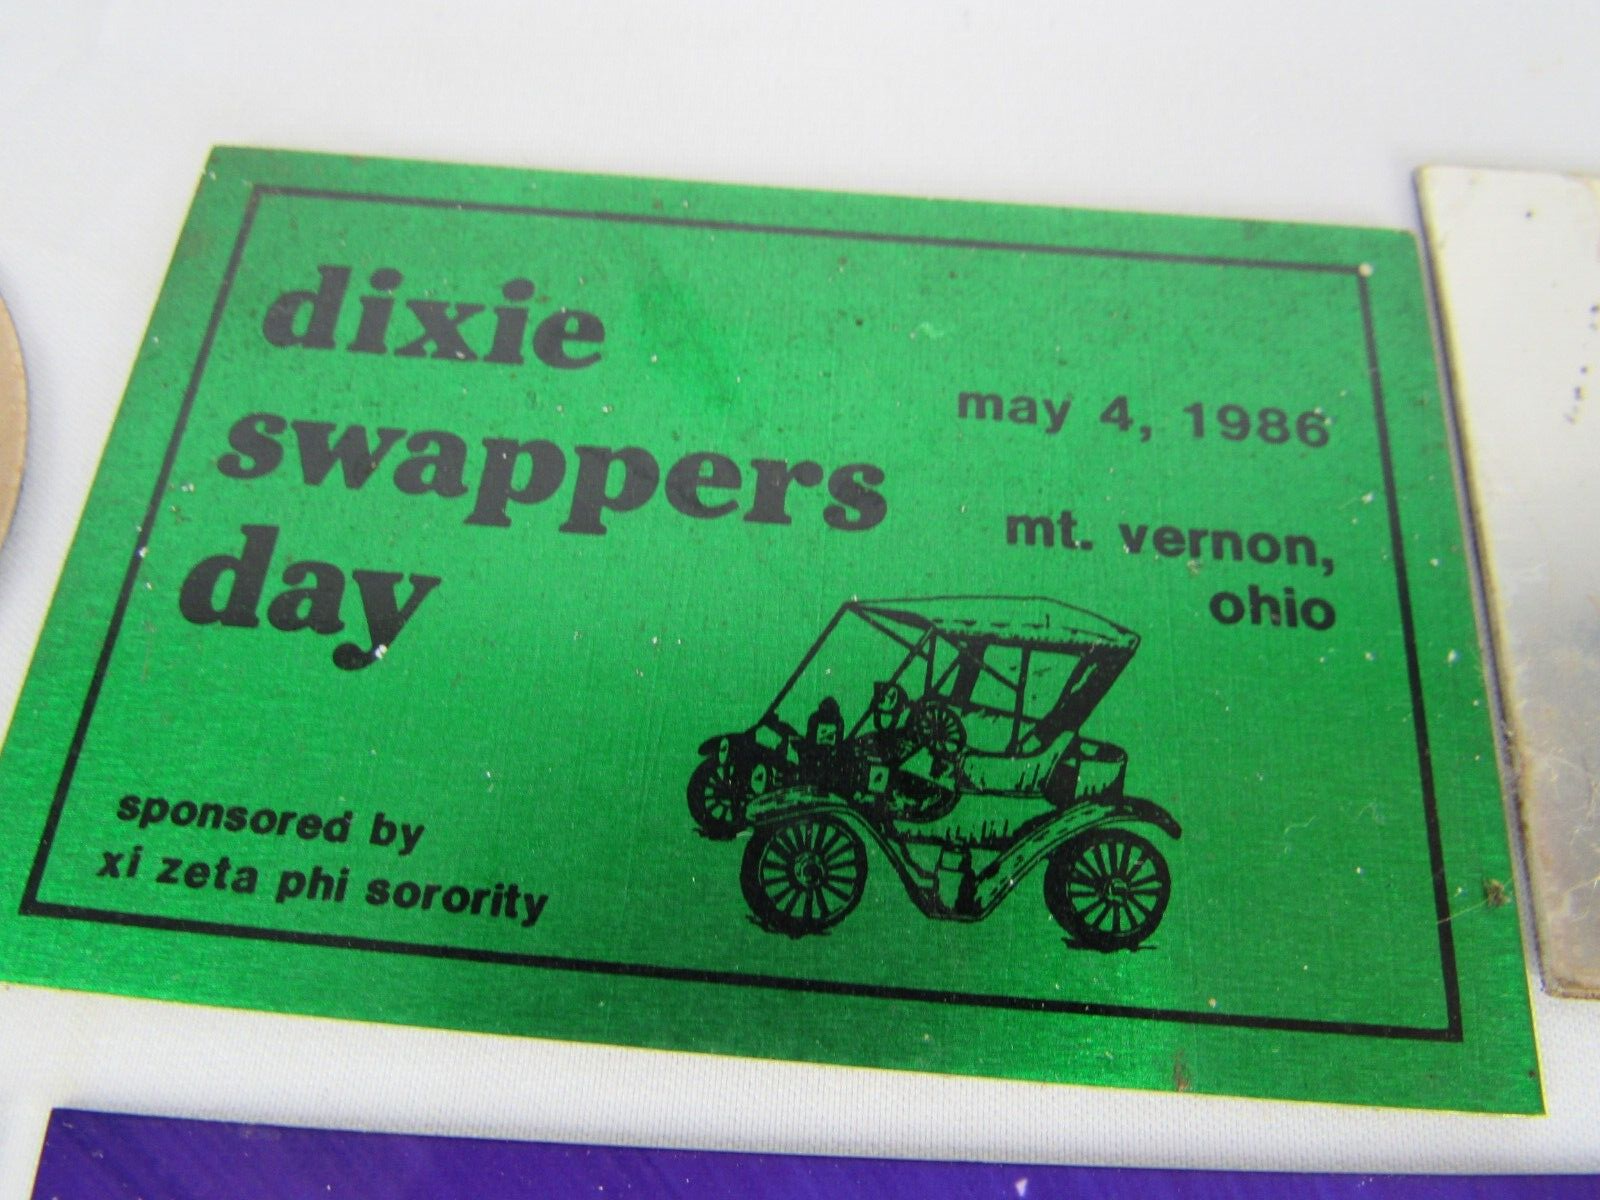 dixie
swappers
day
may 4, 1986
mt. vernon,
ohio
sponsored by
xi zeta phi sorority